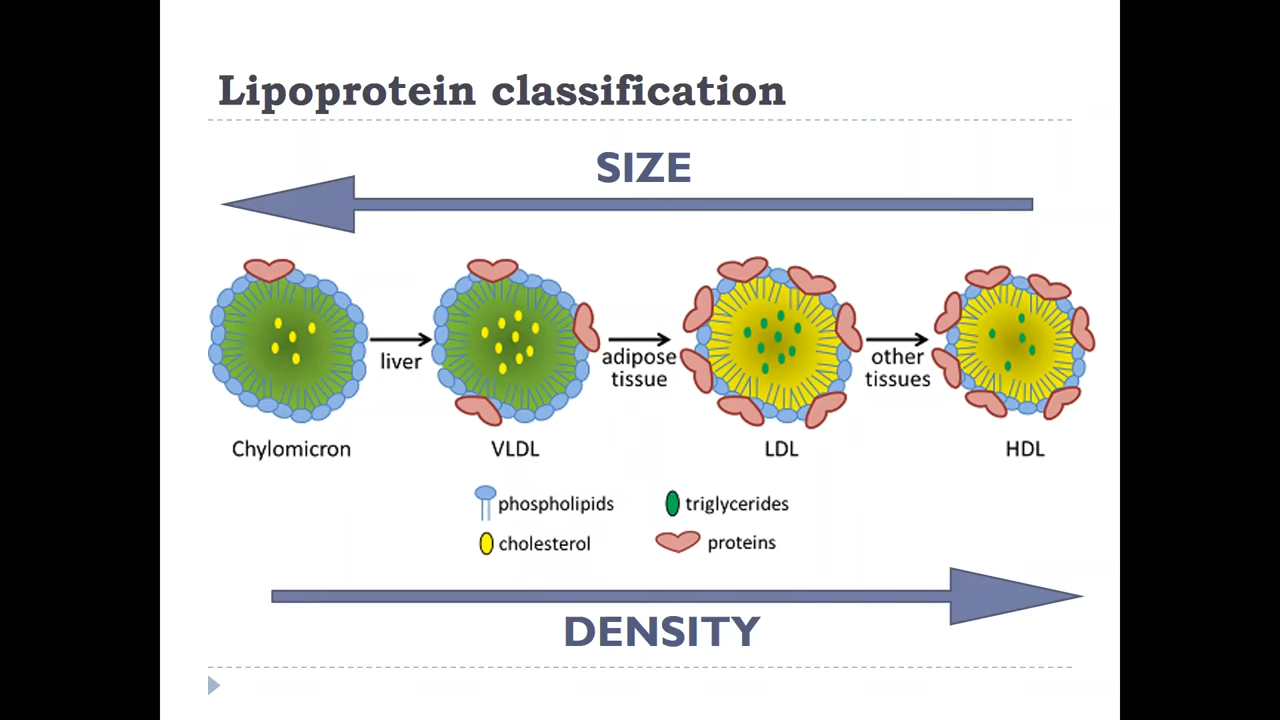 Lipoprotein classification
SIZE
liver
adipose
tissue
other
tissues
Chylomicron
VLDL
LDL
HDL
phospholipids
triglycerides
cholesterol
proteins
DENSITY